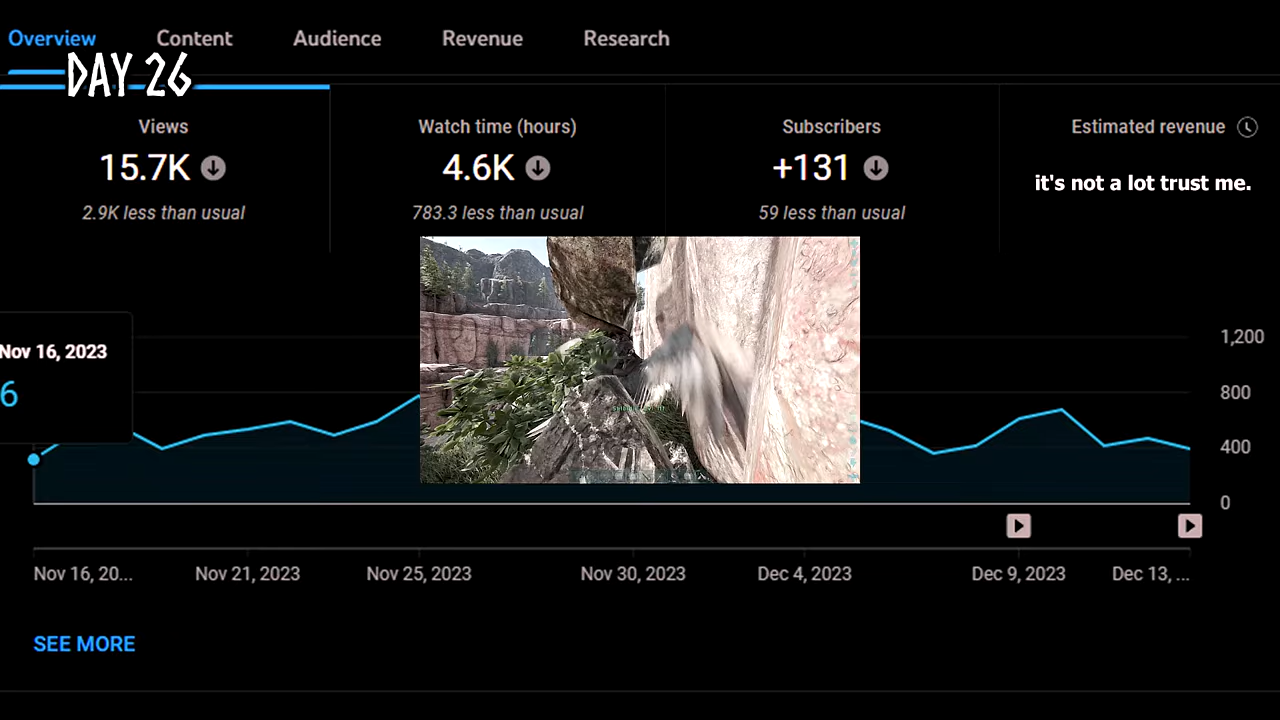 Overview Content Audience Revenue Research
DAY 26
Views Watch time (hours) Subscribers Estimated revenue
15.7K 4.6K +131 it's not a lot trust me.
2.9K less than usual 783.3 less than usual 59 less than usual
Nov 16, 2023
6
1,200
800
400
0
Nov 16, 20... Nov 21, 2023 Nov 25, 2023 Nov 30, 2023 Dec 4, 2023 Dec 9, 2023 Dec 13, ...
SEE MORE